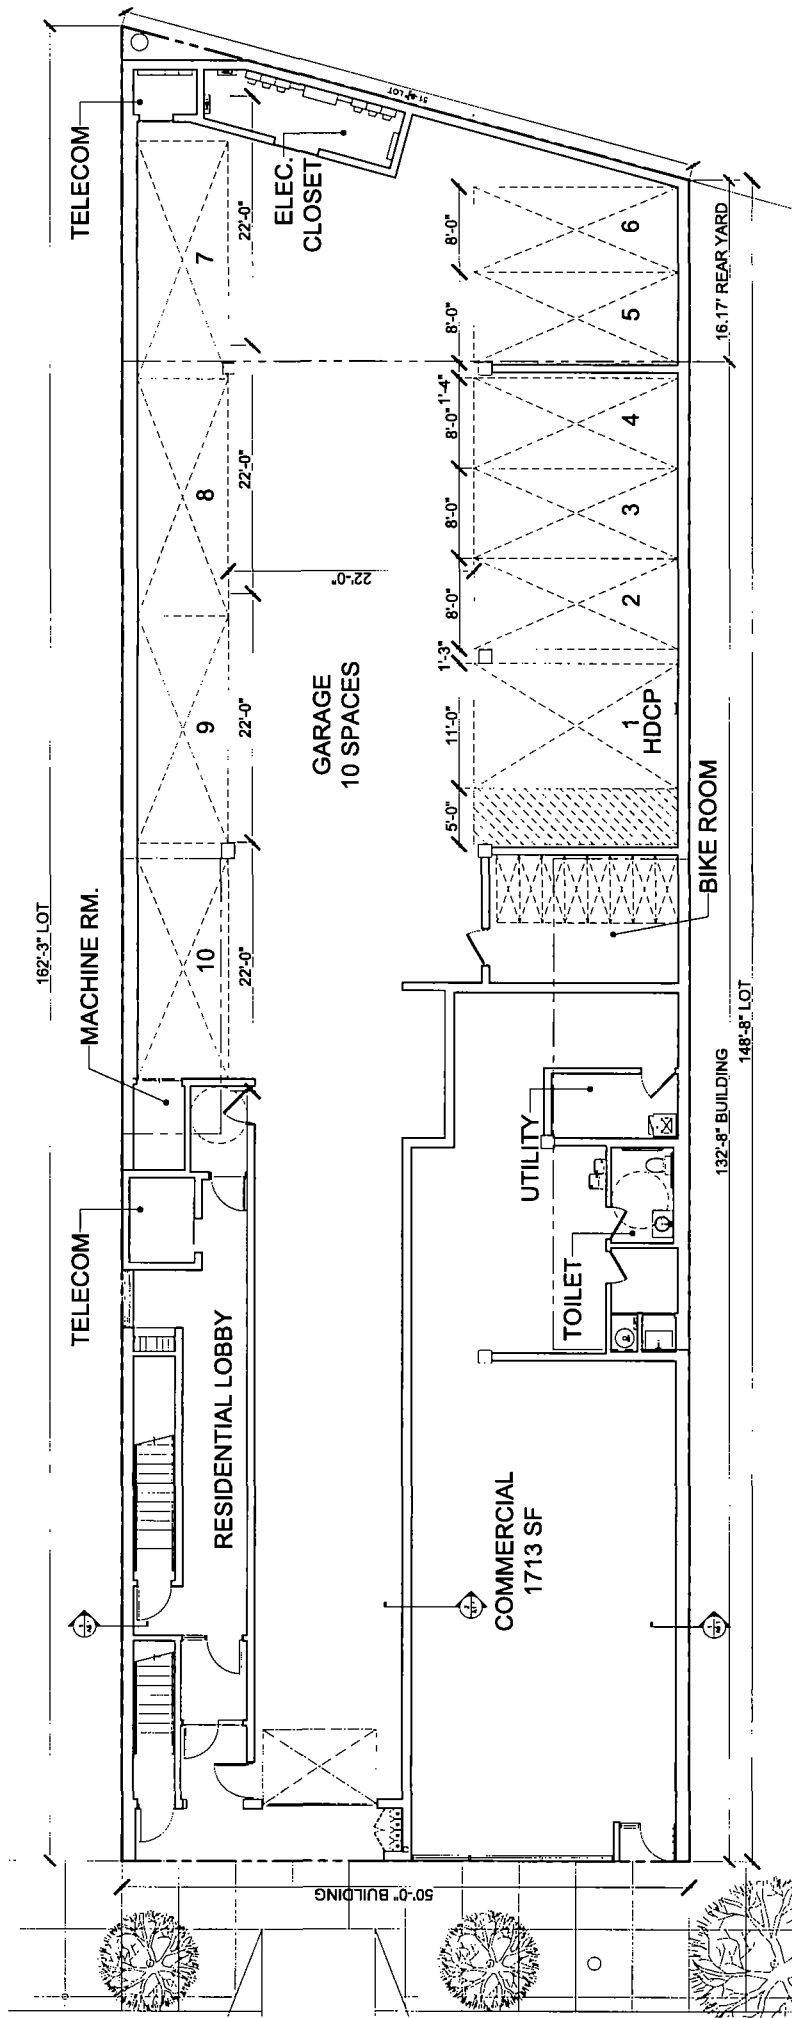 162'-3" LOT
TELECOM
MACHINE RM.
TELECOM
ELEC.
CLOSET
51'-9" LOT
7
22'-0"
8
22'-0"
9
22'-0"
10
22'-0"
22'-0"
GARAGE
10 SPACES
8'-0"
8'-0"
1'-4"
8'-0"
8'-0"
8'-0"
1'-3"
11'-0"
5'-0"
6
5
4
3
2
1
HDCP
BIKE ROOM
16.17' REAR YARD
132'-8" BUILDING
148'-8" LOT
UTILITY
TOILET
RESIDENTIAL LOBBY
COMMERCIAL
1713 SF
50'-0" BUILDING